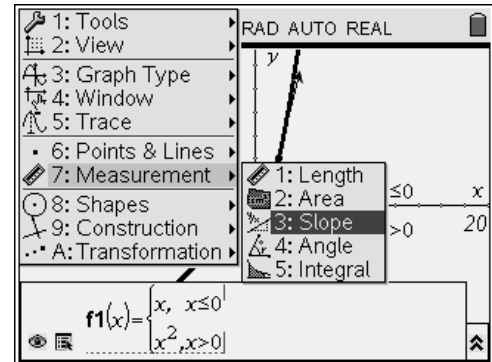 1: Tools
2: View
3: Graph Type
4: Window
5: Trace
6: Points & Lines
7: Measurement
8: Shapes
9: Construction
A: Transformation
RAD AUTO REAL
y
1: Length
2: Area
3: Slope
4: Angle
5: Integral
≤0
x
>0
20
f1(x)={x, x≤0
x²,x>0